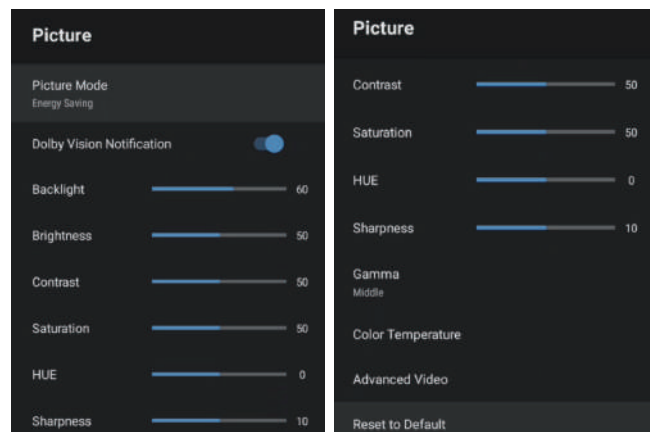 Picture
Picture Mode
Energy Saving
Dolby Vision Notification
Backlight 60
Brightness 50
Contrast 50
Saturation 50
HUE 0
Sharpness 10
Picture
Contrast 50
Saturation 50
HUE 0
Sharpness 10
Gamma
Middle
Color Temperature
Advanced Video
Reset to Default